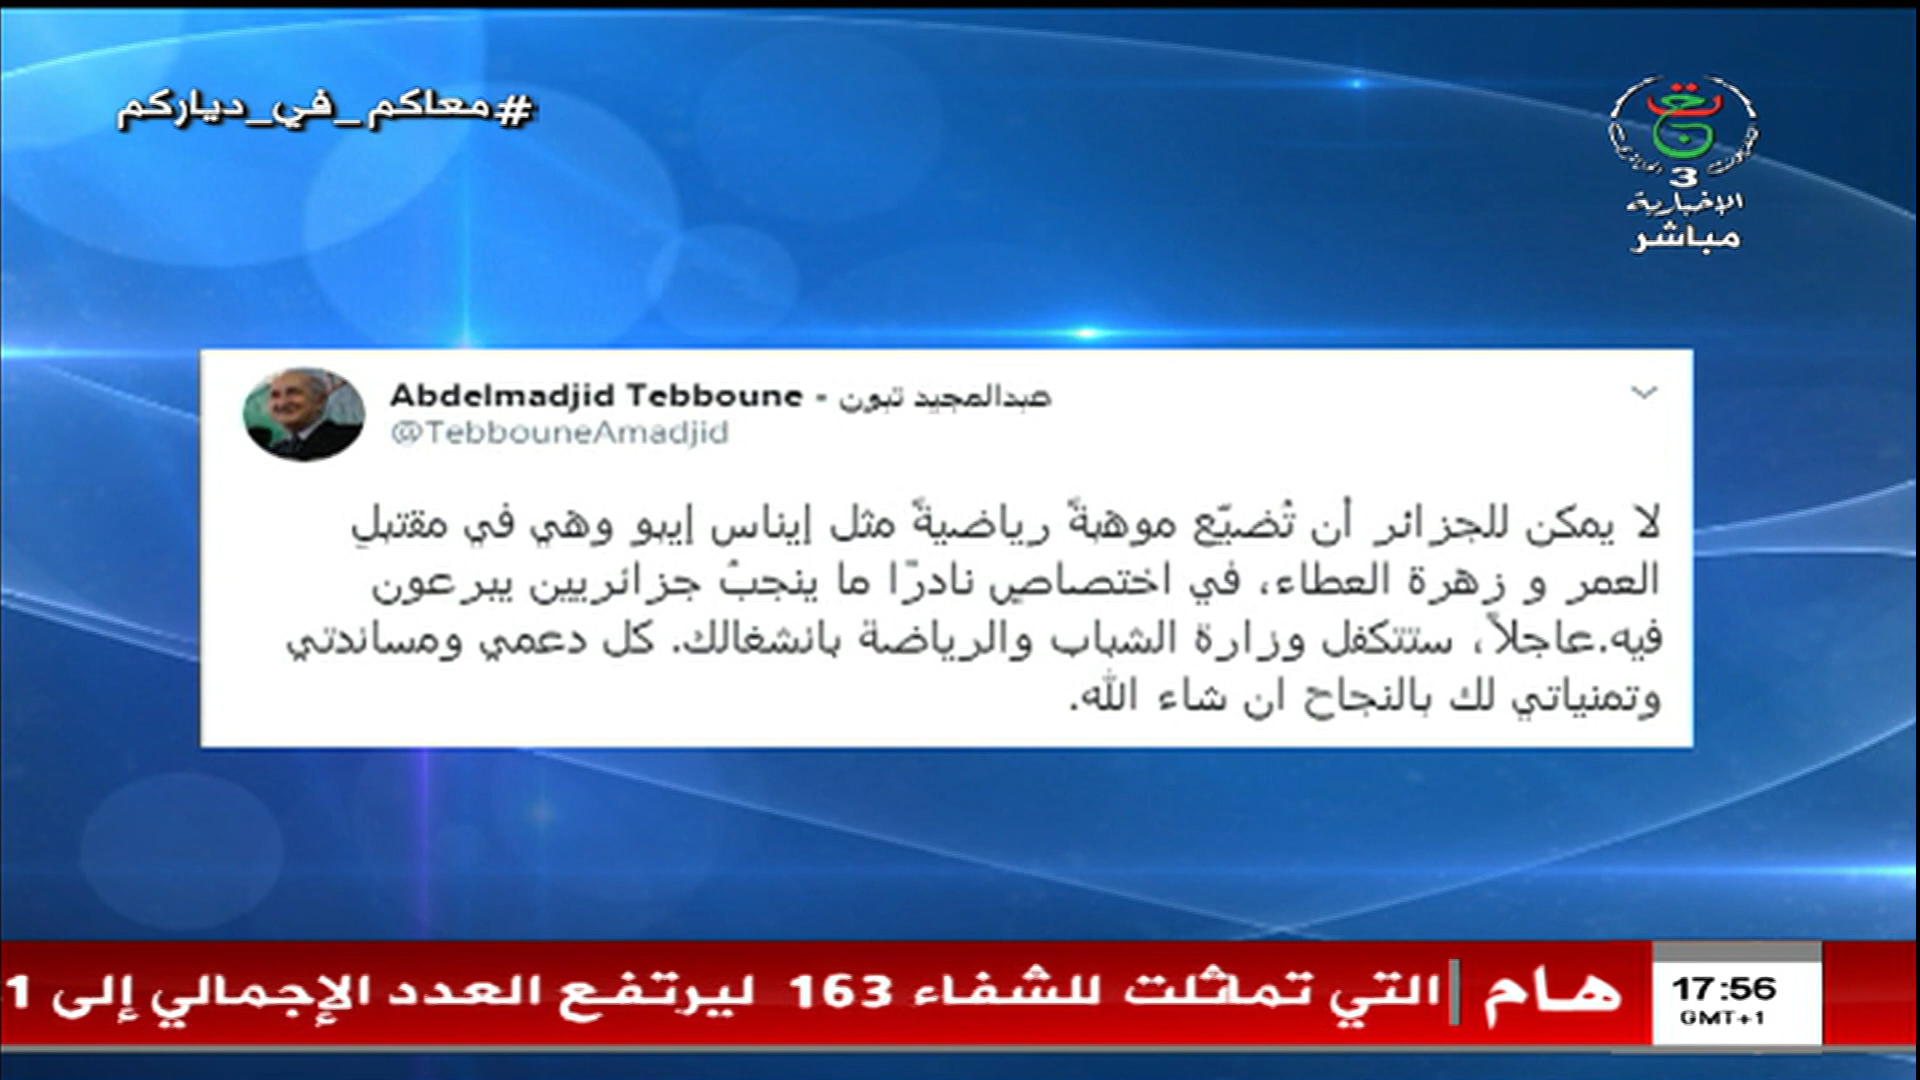 #معاكم_في_دياركم
3
الإخبارية
مباشر
Abdelmadjid Tebboune - عبدالمجيد تبون
@TebbouneAmadjid
لا يمكن للجزائر أن تُضيّع موهبةً رياضيةً مثل إيناس إيبو وهي في مقتبل
العمر و زهرة العطاء، في اختصاصٍ نادرًا ما ينجبُ جزائريين يبرعون
فيه.عاجلاً، ستتكفل وزارة الشباب والرياضة بانشغالك. كل دعمي ومساندتي
وتمنياتي لك بالنجاح ان شاء الله.
هام
التي تماثلت للشفاء 163 ليرتفع العدد الإجمالي إلى 1
17:56
GMT+1